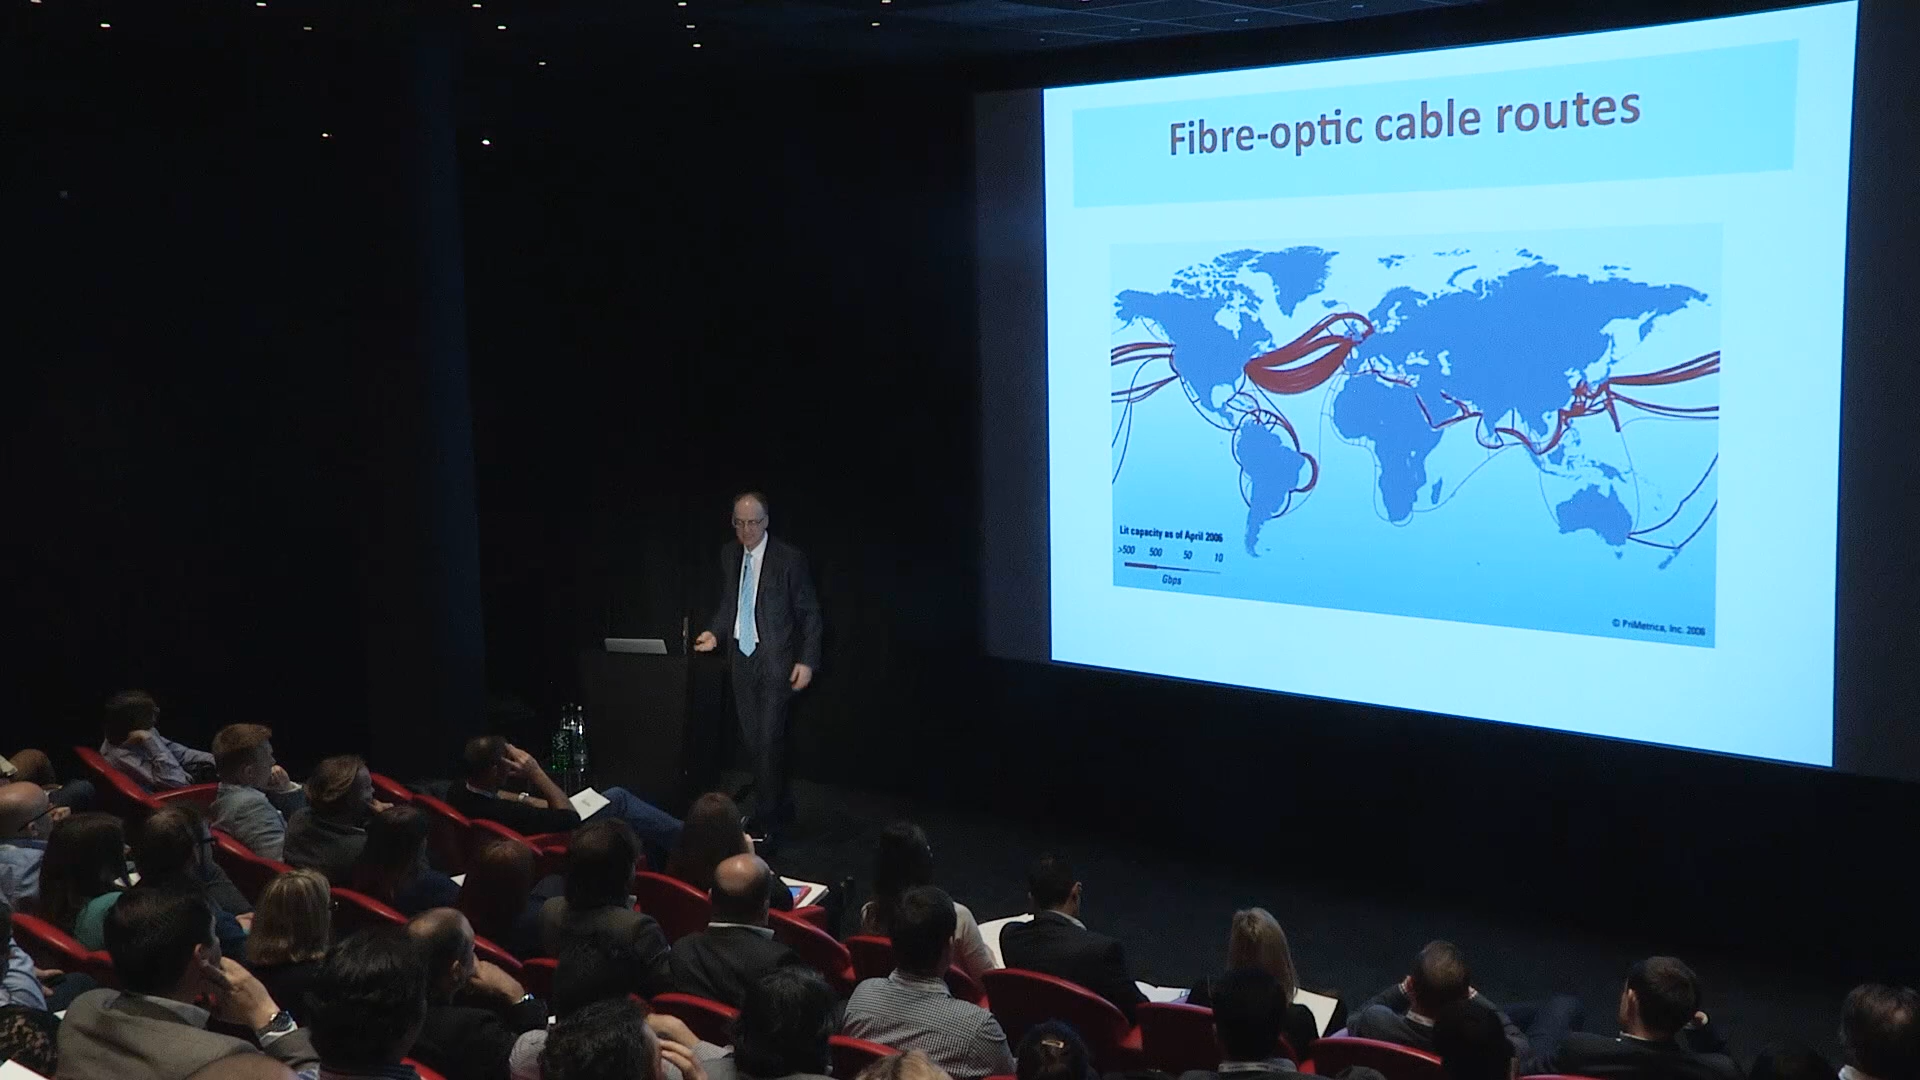 Fibre-optic cable routes
Lit capacity as of April 2006
>500 500 50 10
Gbps
© PriMetrica, Inc. 2006